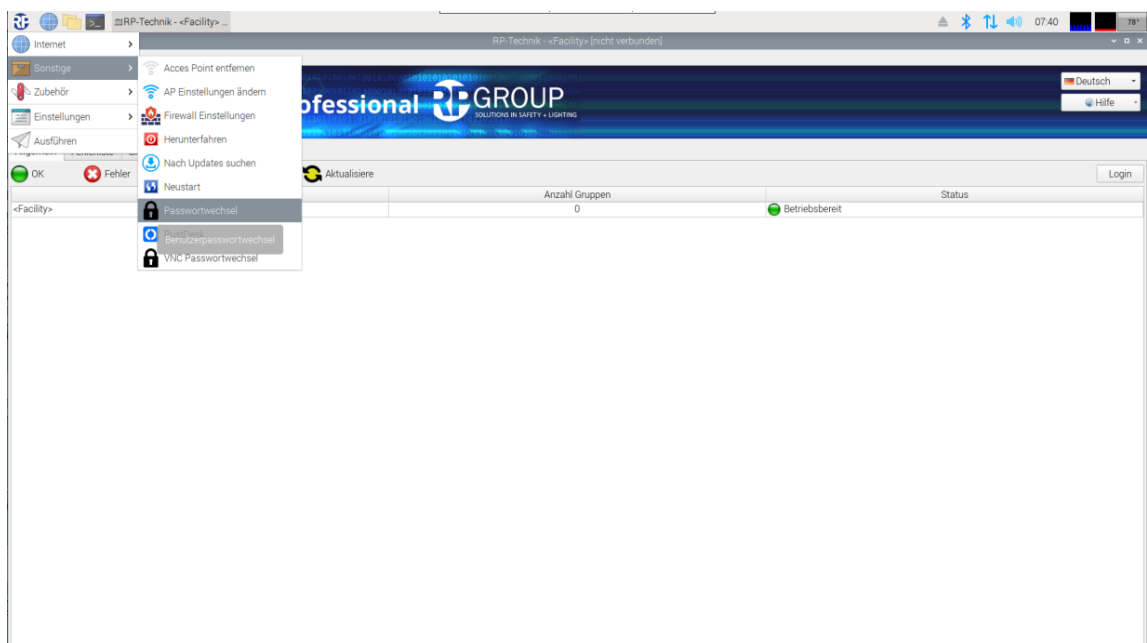 RP-Technik - <Facility> ...
07:40
78°
RP-Technik - <Facility> [nicht verbunden]
Internet
Sonstige
Zubehör
Einstellungen
Ausführen
Acces Point entfernen
AP Einstellungen ändern
Firewall Einstellungen
Herunterfahren
Nach Updates suchen
Neustart
Passwortwechsel
Benutzerpasswortwechsel
VNC Passwortwechsel
ofessional
GROUP
SOLUTIONS IN SAFETY + LIGHTING
Deutsch
Hilfe
OK
Fehler
Aktualisiere
Login
Anzahl Gruppen
Status
<Facility>
0
Betriebsbereit